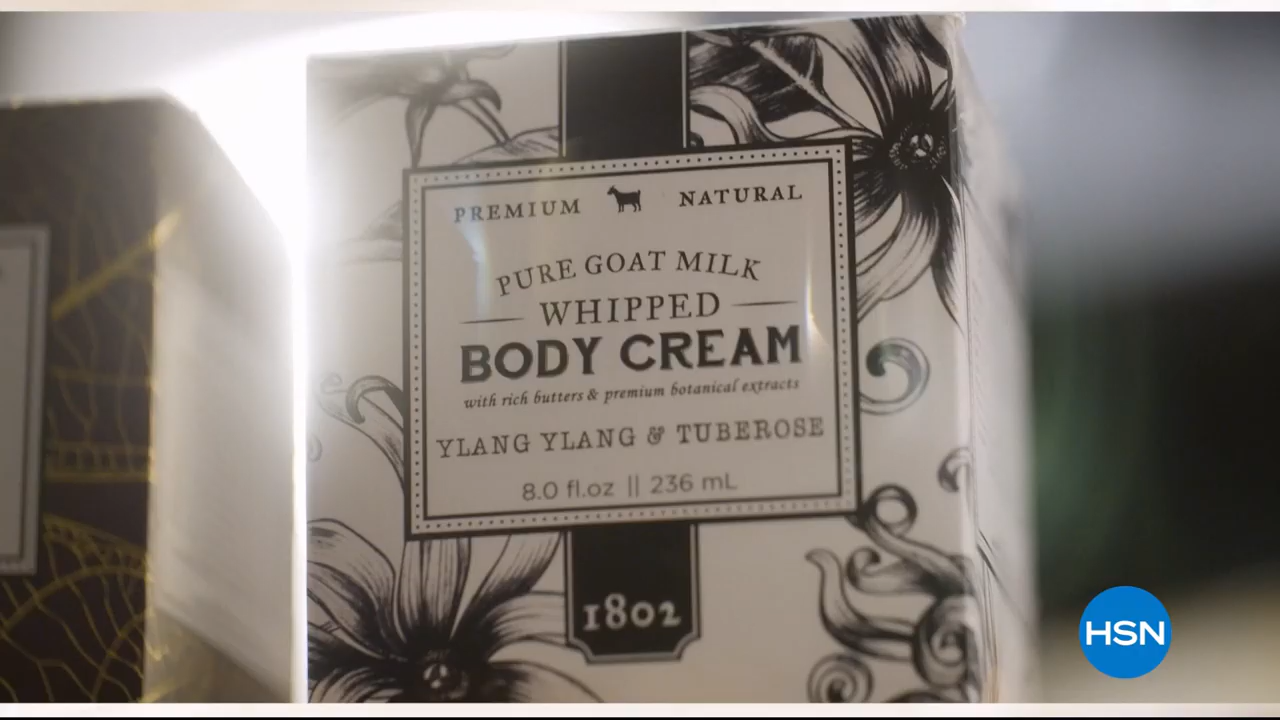 PREMIUM NATURAL
PURE GOAT MILK
WHIPPED
BODY CREAM
with rich butters & premium botanical extracts
YLANG YLANG & TUBEROSE
8.0 fl.oz || 236 mL
1802
HSN